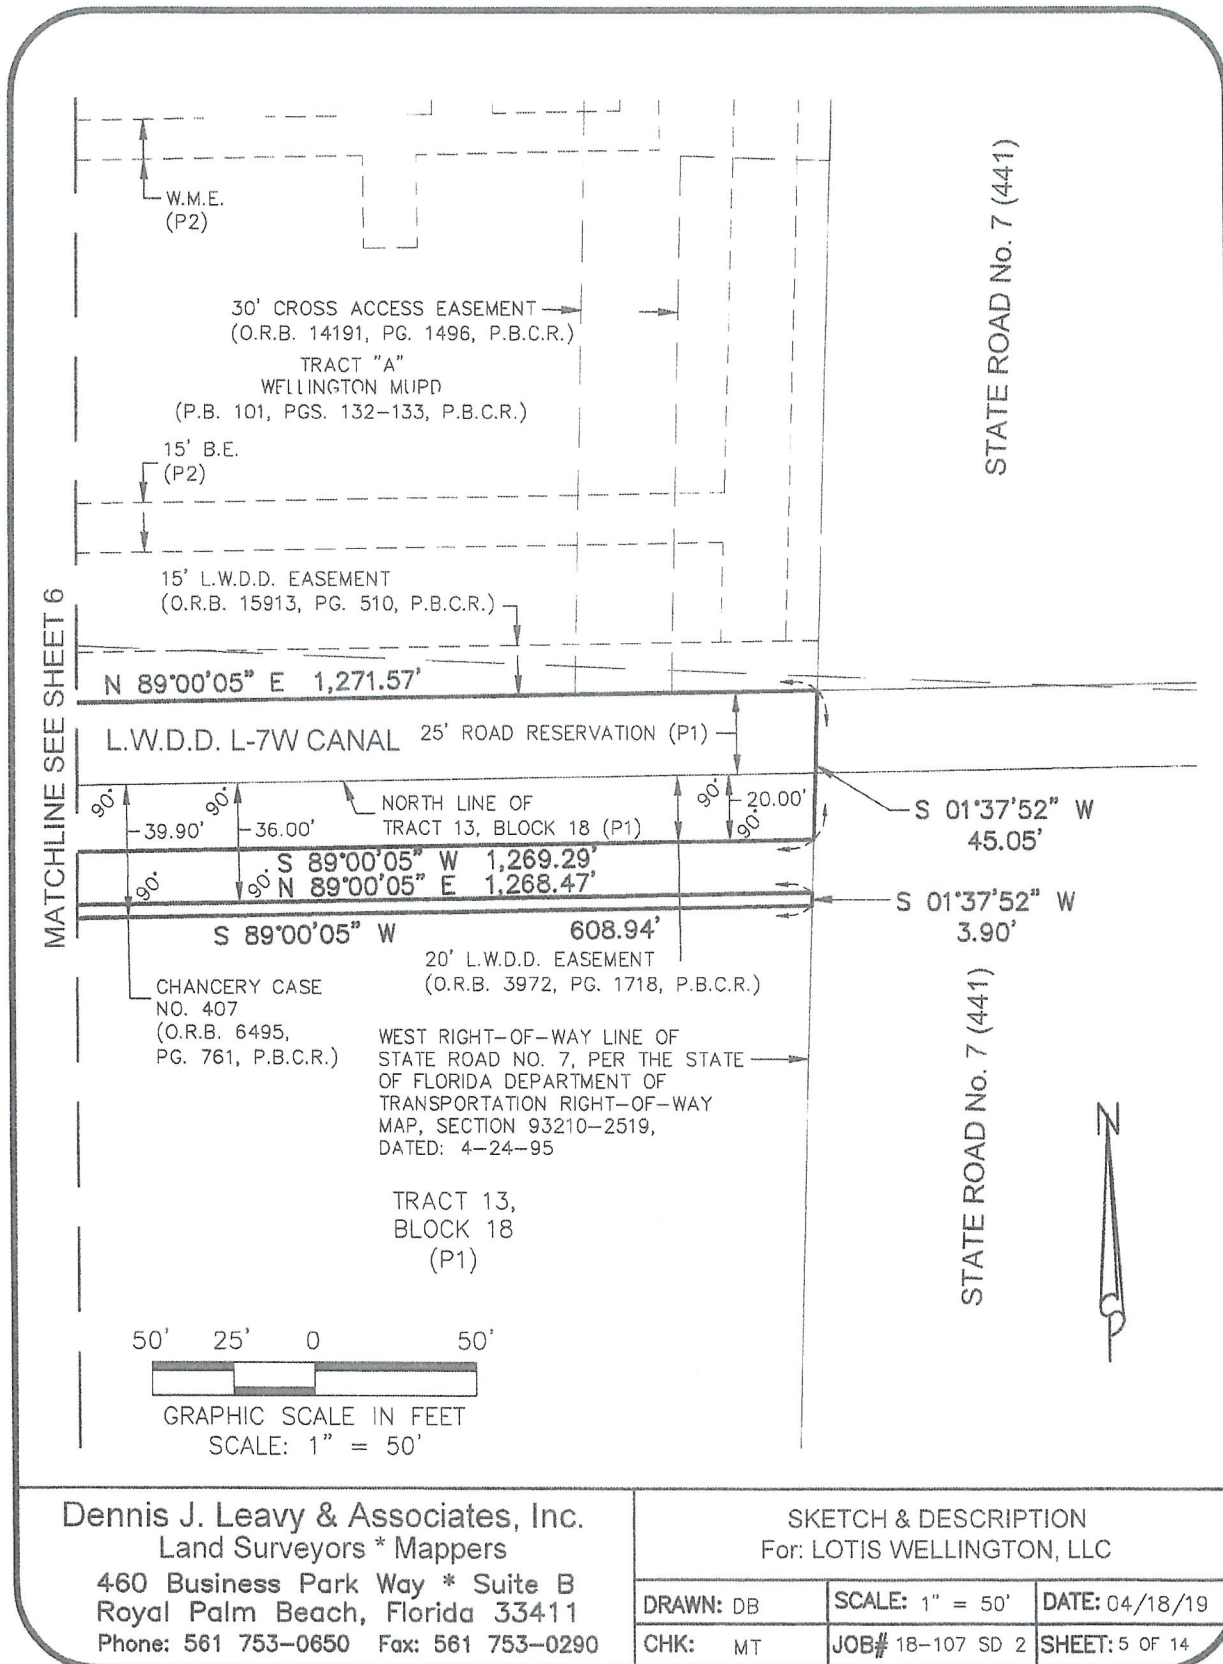 W.M.E.
(P2)
30' CROSS ACCESS EASEMENT
(O.R.B. 14191, PG. 1496, P.B.C.R.)
TRACT "A"
WELLINGTON MUPD
(P.B. 101, PGS. 132-133, P.B.C.R.)
15' B.E.
(P2)
15' L.W.D.D. EASEMENT
(O.R.B. 15913, PG. 510, P.B.C.R.)
STATE ROAD No. 7 (441)
MATCHLINE SEE SHEET 6
N 89°00'05" E 1,271.57'
L.W.D.D. L-7W CANAL
25' ROAD RESERVATION (P1)
90°
90°
90°
39.90'
36.00'
NORTH LINE OF
TRACT 13, BLOCK 18 (P1)
20.00'
90°
S 01°37'52" W
45.05'
S 89°00'05" W 1,269.29'
90°
90°
N 89°00'05" E 1,268.47'
S 01°37'52" W
3.90'
S 89°00'05" W 608.94'
20' L.W.D.D. EASEMENT
(O.R.B. 3972, PG. 1718, P.B.C.R.)
CHANCERY CASE
NO. 407
(O.R.B. 6495,
PG. 761, P.B.C.R.)
WEST RIGHT-OF-WAY LINE OF
STATE ROAD NO. 7, PER THE STATE
OF FLORIDA DEPARTMENT OF
TRANSPORTATION RIGHT-OF-WAY
MAP, SECTION 93210-2519,
DATED: 4-24-95
STATE ROAD No. 7 (441)
N
TRACT 13,
BLOCK 18
(P1)
50' 25' 0 50'
GRAPHIC SCALE IN FEET
SCALE: 1" = 50'
Dennis J. Leavy & Associates, Inc.
Land Surveyors * Mappers
460 Business Park Way * Suite B
Royal Palm Beach, Florida 33411
Phone: 561 753-0650 Fax: 561 753-0290
SKETCH & DESCRIPTION
For: LOTIS WELLINGTON, LLC
DRAWN: DB SCALE: 1" = 50' DATE: 04/18/19
CHK: MT JOB# 18-107 SD 2 SHEET: 5 OF 14